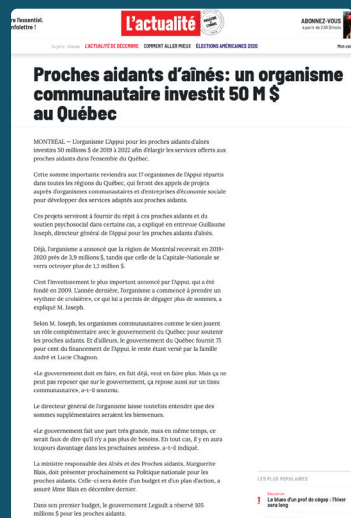 re l'essentiel.
nfolettre !
L'actualité
ABONNEZ-VOUS
Sujets chauds L'ACTUALITÉ DE DÉCEMBRE COMMENT ALLER MIEUX ÉLECTIONS AMÉRICAINES 2020
Mon co
Proches aidants d'aînés: un organisme
communautaire investit 50 M $
au Québec
MONTRÉAL — L'organisme L'Appui pour les proches aidants d'aînés
investira 50 millions $ de 2019 à 2022 afin d'élargir les services offerts aux
proches aidants dans l'ensemble du Québec.
Cette somme importante reviendra aux 17 organismes de l'Appui répartis
dans toutes les régions du Québec, qui feront des appels de projets
auprès d'organismes communautaires et d'entreprises d'économie sociale
pour développer des services adaptés aux proches aidants.
Ces projets serviront à fournir du répit à ces proches aidants et du
soutien psychosocial dans certains cas, a expliqué en entrevue Guillaume
Joseph, directeur général de l'Appui pour les proches aidants d'aînés.
Déjà, l'organisme a annoncé que la région de Montréal recevrait en 2019-
2020 près de 3,9 millions $, tandis que celle de la Capitale-Nationale se
verra octroyer plus de 1,3 million $.
C'est l'investissement le plus important annoncé par l'Appui, qui a été
fondé en 2009. L'année dernière, l'organisme a commencé à prendre un
«rythme de croisière», ce qui lui a permis de dégager plus de sommes, a
expliqué M. Joseph.
Selon M. Joseph, les organismes communautaires comme le sien jouent
un rôle complémentaire avec le gouvernement du Québec pour soutenir
les proches aidants. Et d'ailleurs, le gouvernement du Québec fournit 75
pour cent du financement de l'Appui, le reste étant versé par la famille
André et Lucie Chagnon.
«Le gouvernement doit en faire, en fait déjà, veut en faire plus. Mais ça ne
peut pas reposer que sur le gouvernement, ça repose aussi sur un tissu
communautaire», a-t-il soutenu.
Le directeur général de l'organisme laisse toutefois entendre que des
sommes supplémentaires seraient les bienvenues.
«Le gouvernement fait une part très grande, mais en même temps, ce
serait faux de dire qu'il n'y a pas plus de besoins. En tout cas, il y en aura
toujours davantage dans les prochaines années», a-t-il indiqué.
La ministre responsable des Aînés et des Proches aidants, Marguerite
Blais, doit présenter prochainement sa Politique nationale pour les
proches aidants. Celle-ci sera dotée d'un budget et d'un plan d'action, a
assuré Mme Blais en décembre dernier.
Dans son premier budget, le gouvernement Legault a réservé 105
millions $ pour les proches aidants.
LES PLUS POPULAIRES
Éducation
1 Le blues d'un prof de cégep : l'hiver
sera long